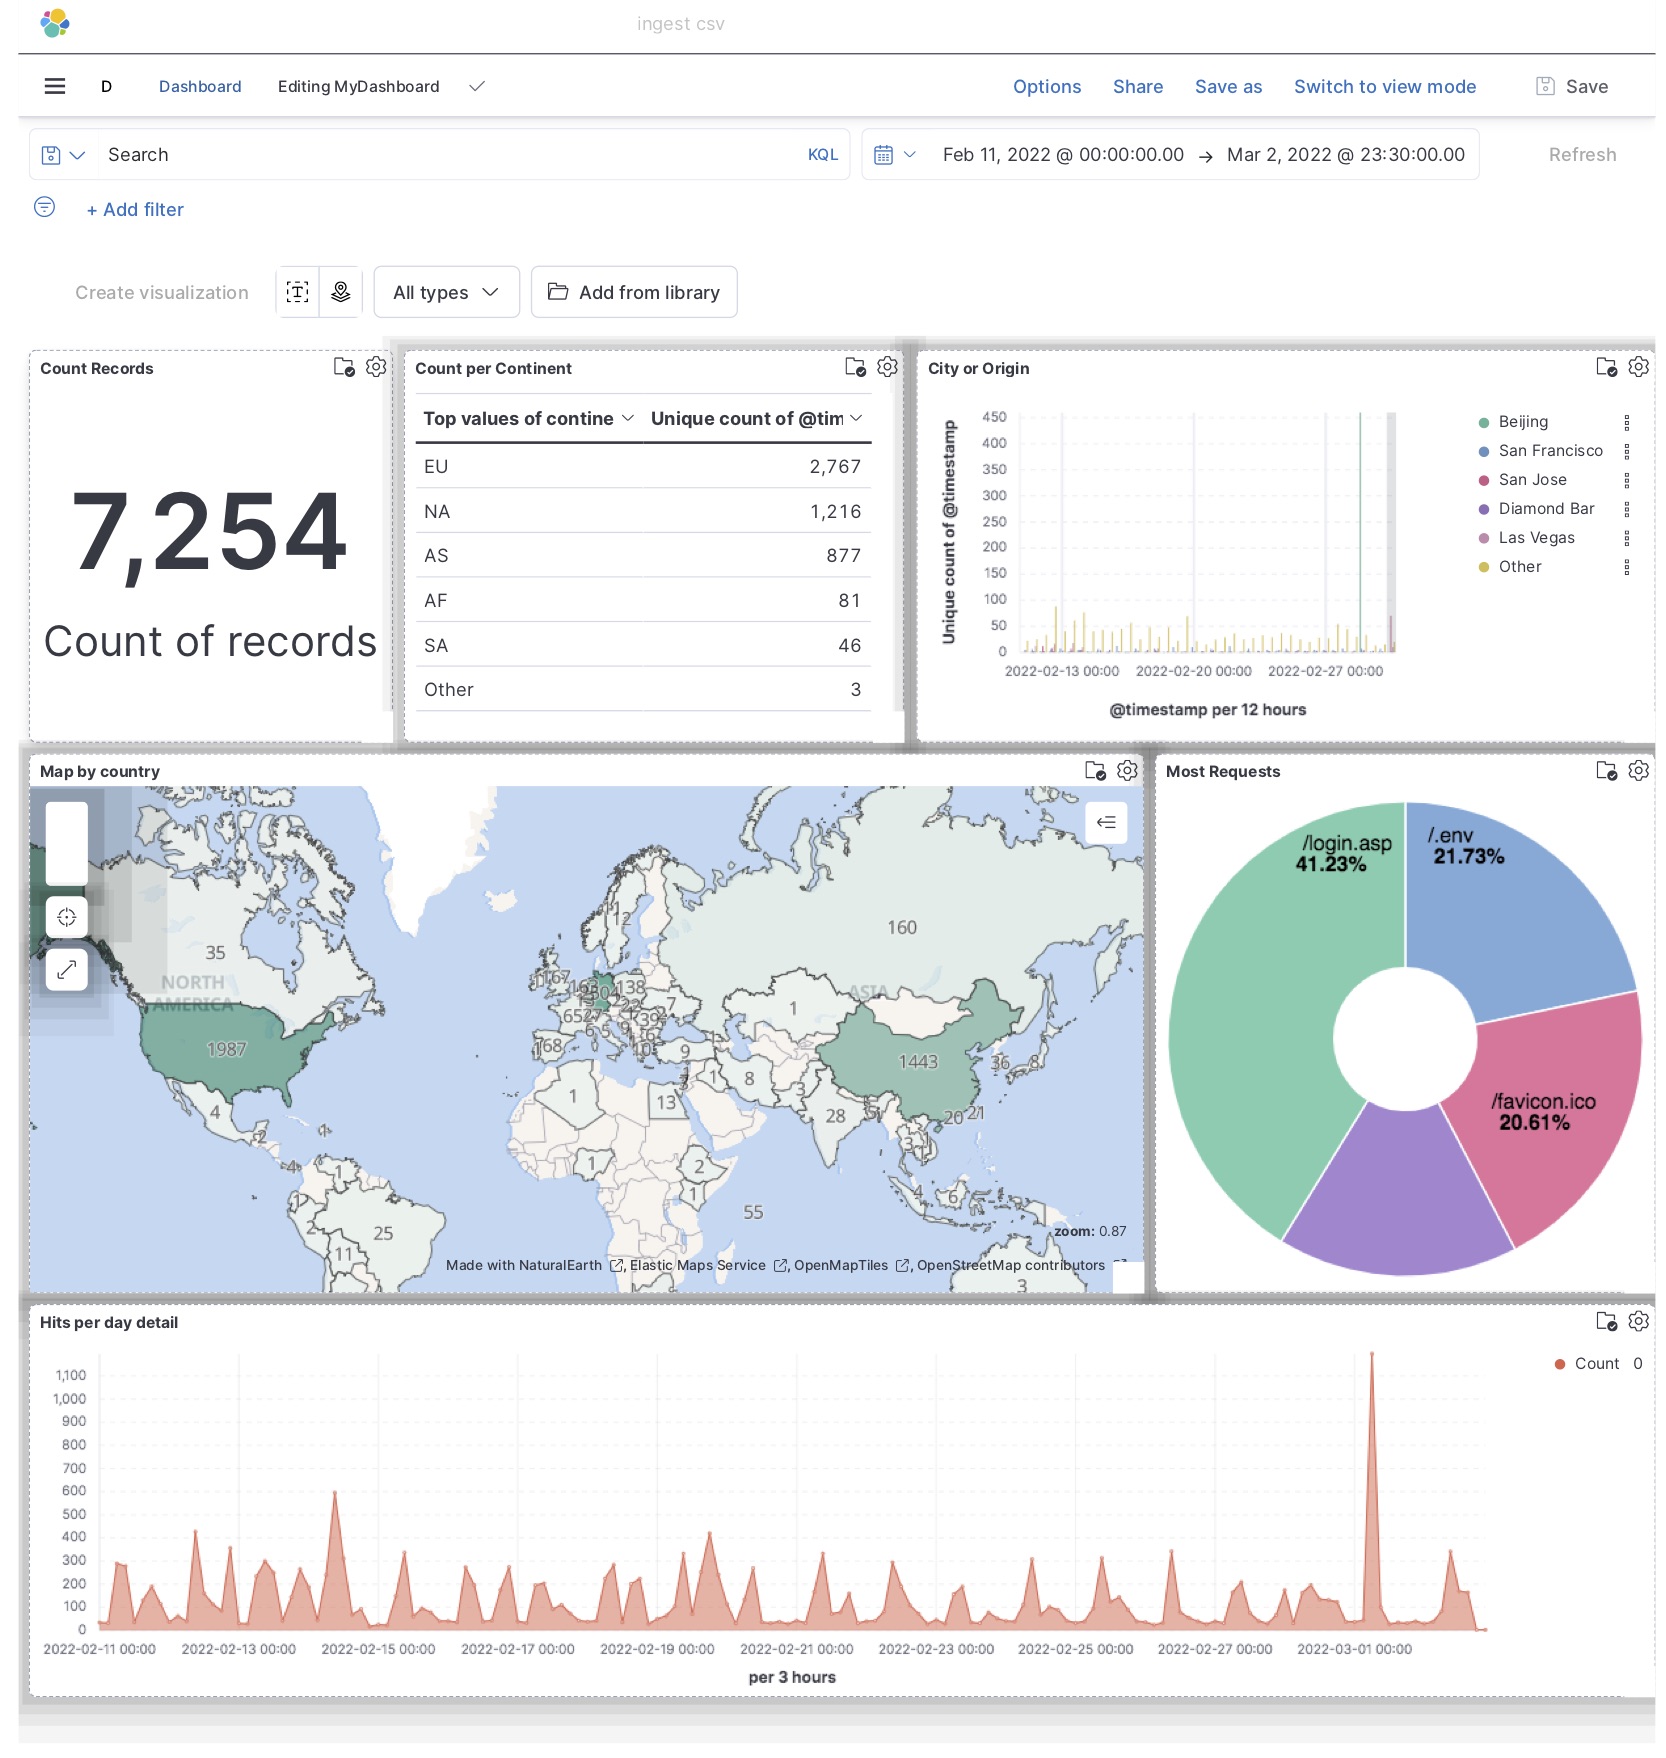 ingest csv
D Dashboard Editing MyDashboard Options Share Save as Switch to view mode Save
Search KQL Feb 11, 2022 @ 00:00:00.00 → Mar 2, 2022 @ 23:30:00.00 Refresh
+ Add filter
Create visualization All types Add from library
Count Records
7,254
Count of records
Count per Continent
Top values of contine Unique count of @tim
EU 2,767
NA 1,216
AS 877
AF 81
SA 46
Other 3
City or Origin
Unique count of @timestamp
450
400
350
300
250
200
150
100
50
0
2022-02-13 00:00 2022-02-20 00:00 2022-02-27 00:00
@timestamp per 12 hours
Beijing
San Francisco
San Jose
Diamond Bar
Las Vegas
Other
Map by country
160
35
NORTH
AMERICA
ASIA
138
1
7
1987
1443
168
9
36
8
1
8
3
1
13
4
28
20
21
2
4
1
1
2
1
4
6
55
25
2
11
3
zoom: 0.87
Made with NaturalEarth , Elastic Maps Service , OpenMapTiles , OpenStreetMap contributors
Most Requests
/login.asp
41.23%
/.env
21.73%
/favicon.ico
20.61%
Hits per day detail
1,100
1,000
900
800
700
600
500
400
300
200
100
0
2022-02-11 00:00 2022-02-13 00:00 2022-02-15 00:00 2022-02-17 00:00 2022-02-19 00:00 2022-02-21 00:00 2022-02-23 00:00 2022-02-25 00:00 2022-02-27 00:00 2022-03-01 00:00
per 3 hours
Count 0